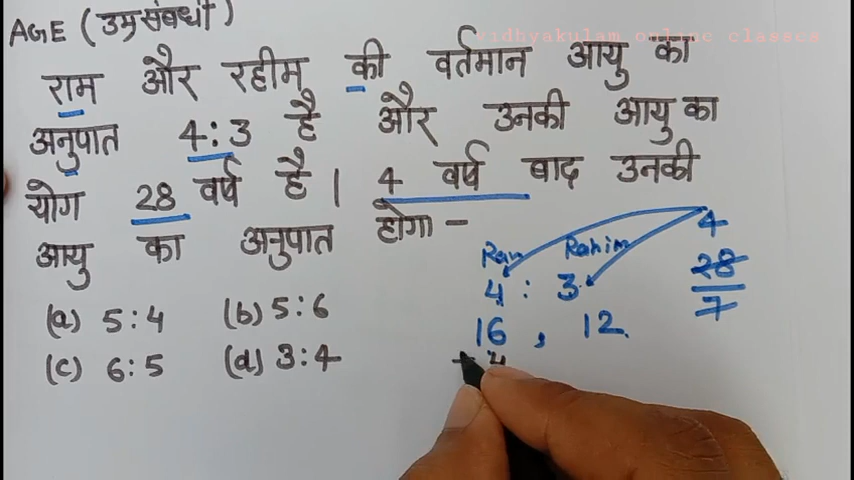 AGE (उम्रसंबंधी)
vidhyakulam online classes
राम और रहीम की वर्तमान आयु का
अनुपात 4:3 है और उनकी आयु का
योग 28 वर्ष है। 4 वर्ष बाद उनकी
आयु का अनुपात होगा –
(a) 5:4 (b) 5:6
(c) 6:5 (d) 3:4
Ram Rahim
4 : 3
16 , 12
+ 4
4
28
7